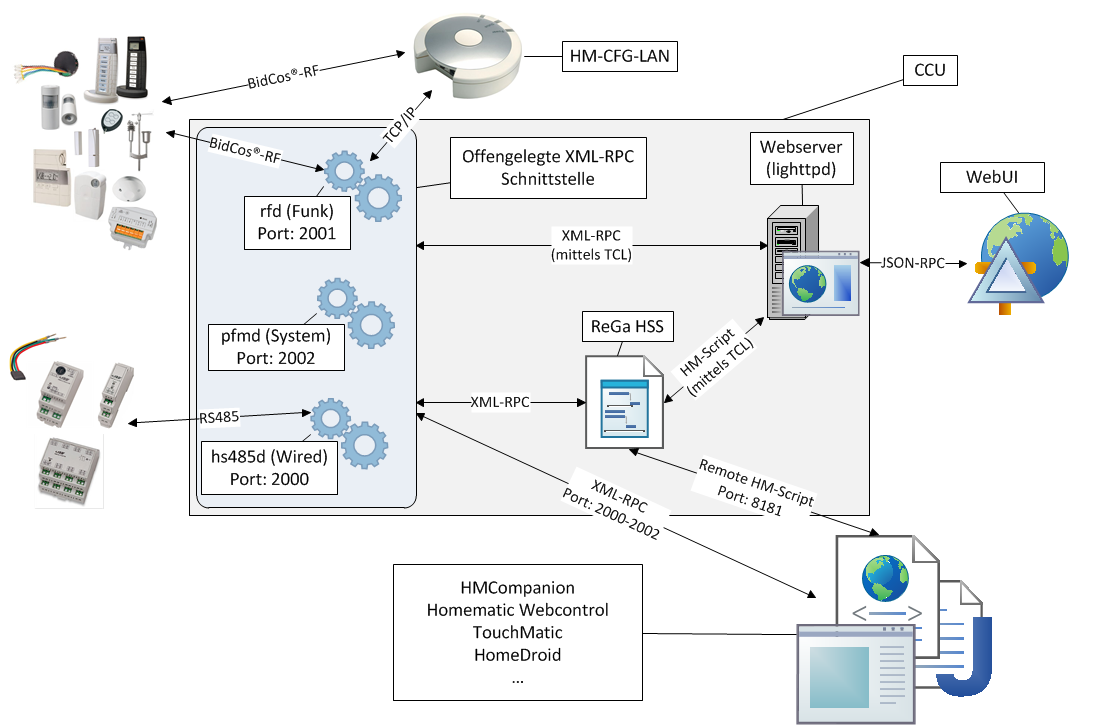 BidCos®-RF
HM-CFG-LAN
CCU
TCP/IP
BidCos®-RF
Offengelegte XML-RPC
Schnittstelle
Webserver
(lighttpd)
WebUI
rfd (Funk)
Port: 2001
XML-RPC
(mittels TCL)
JSON-RPC
pfmd (System)
Port: 2002
ReGa HSS
HM-Script
(mittels TCL)
RS485
XML-RPC
hs485d (Wired)
Port: 2000
XML-RPC
Port: 2000-2002
Remote HM-Script
Port: 8181
HMCompanion
Homematic Webcontrol
TouchMatic
HomeDroid
...